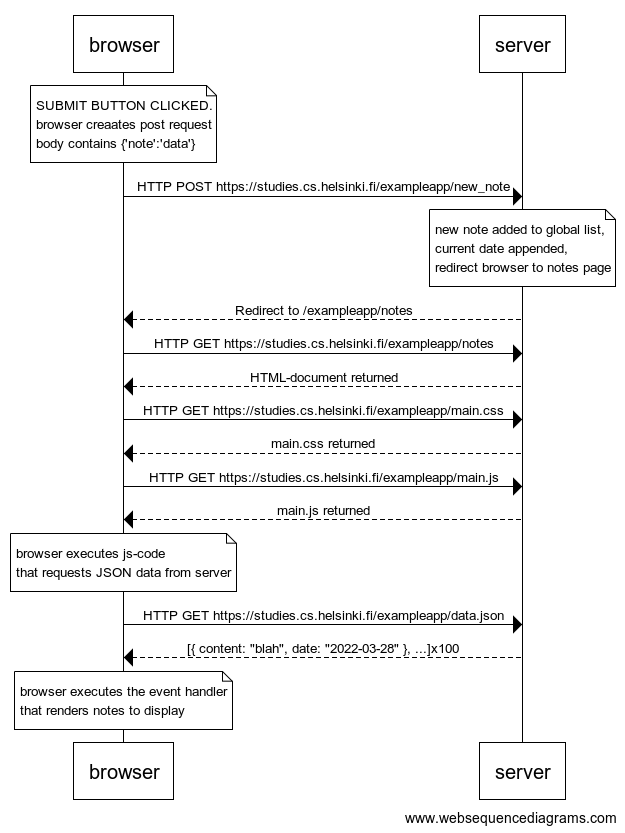 browser
server
SUBMIT BUTTON CLICKED.
browser creaates post request
body contains {'note':'data'}
HTTP POST https://studies.cs.helsinki.fi/exampleapp/new_note
new note added to global list,
current date appended,
redirect browser to notes page
Redirect to /exampleapp/notes
HTTP GET https://studies.cs.helsinki.fi/exampleapp/notes
HTML-document returned
HTTP GET https://studies.cs.helsinki.fi/exampleapp/main.css
main.css returned
HTTP GET https://studies.cs.helsinki.fi/exampleapp/main.js
main.js returned
browser executes js-code
that requests JSON data from server
HTTP GET https://studies.cs.helsinki.fi/exampleapp/data.json
[{ content: "blah", date: "2022-03-28" }, ...]x100
browser executes the event handler
that renders notes to display
browser
server
www.websequencediagrams.com